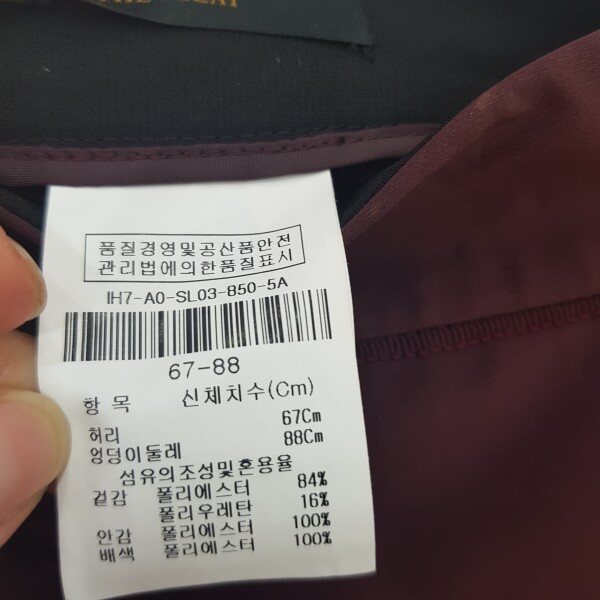 품질경영및공산품안전
관리법에의한품질표시
IH7-A0-SL03-850-5A
67-88
항 목 신체치수(Cm)
허리 67Cm
엉덩이둘레 88Cm
섬유의조성및혼용율
겉감 폴리에스터 84%
폴리우레탄 16%
안감 폴리에스터 100%
배색 폴리에스터 100%